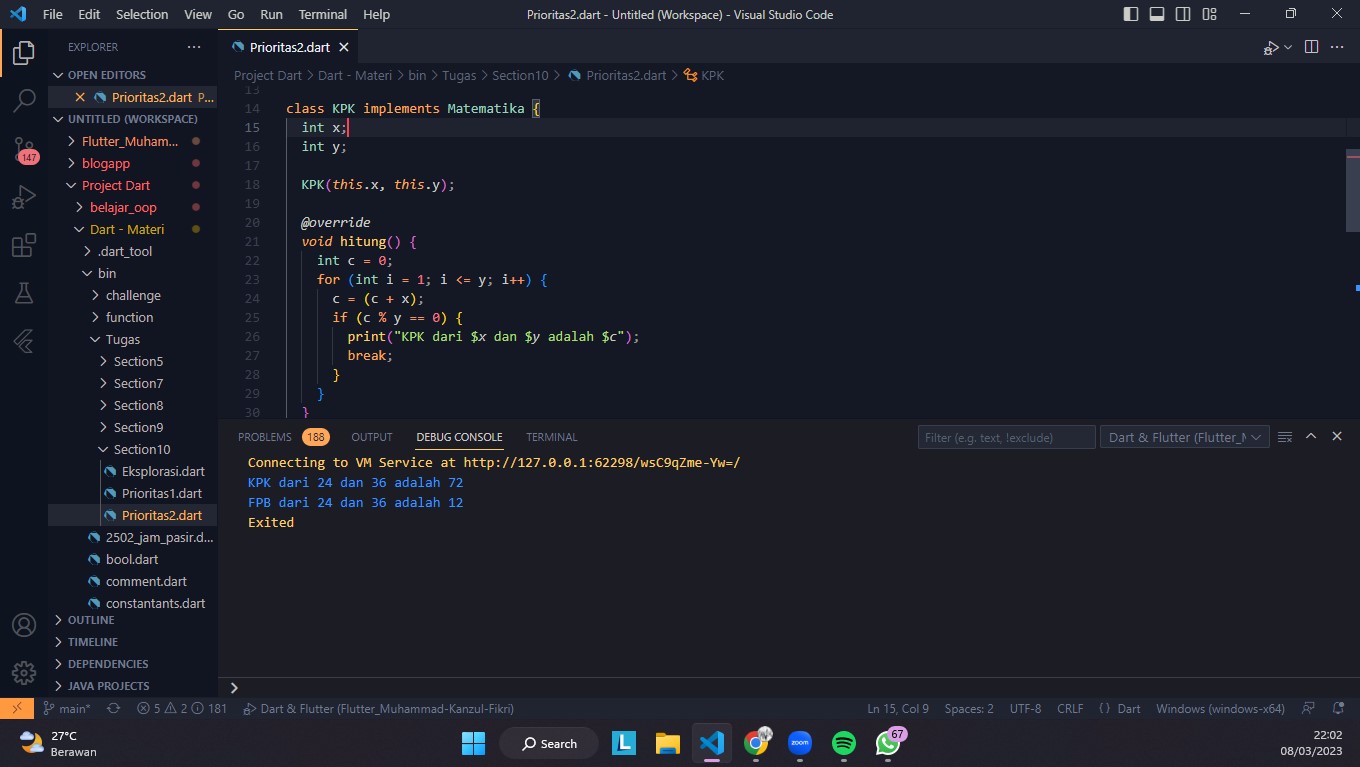 File Edit Selection View Go Run Terminal Help Prioritas2.dart - Untitled (Workspace) - Visual Studio Code
EXPLORER
Prioritas2.dart
OPEN EDITORS
Prioritas2.dart P...
UNTITLED (WORKSPACE)
Flutter_Muham...
blogapp
Project Dart
belajar_oop
Dart - Materi
.dart_tool
bin
challenge
function
Tugas
Section5
Section7
Section8
Section9
Section10
Eksplorasi.dart
Prioritas1.dart
Prioritas2.dart
2502_jam_pasir.d...
bool.dart
comment.dart
constantants.dart
OUTLINE
TIMELINE
DEPENDENCIES
JAVA PROJECTS
147
Project Dart > Dart - Materi > bin > Tugas > Section10 > Prioritas2.dart > KPK
13
14 class KPK implements Matematika {
15 int x;
16 int y;
17
18 KPK(this.x, this.y);
19
20 @override
21 void hitung() {
22 int c = 0;
23 for (int i = 1; i <= y; i++) {
24 c = (c + x);
25 if (c % y == 0) {
26 print("KPK dari $x dan $y adalah $c");
27 break;
28 }
29 }
30 }
PROBLEMS 188 OUTPUT DEBUG CONSOLE TERMINAL Filter (e.g. text, !exclude) Dart & Flutter (Flutter_M
Connecting to VM Service at http://127.0.0.1:62298/wsC9qZme-Yw=/
KPK dari 24 dan 36 adalah 72
FPB dari 24 dan 36 adalah 12
Exited
main* 5 2 181 Dart & Flutter (Flutter_Muhammad-Kanzul-Fikri) Ln 15, Col 9 Spaces: 2 UTF-8 CRLF {} Dart Windows (windows-x64)
27°C
Berawan
Search
L
zoom
67
22:02
08/03/2023